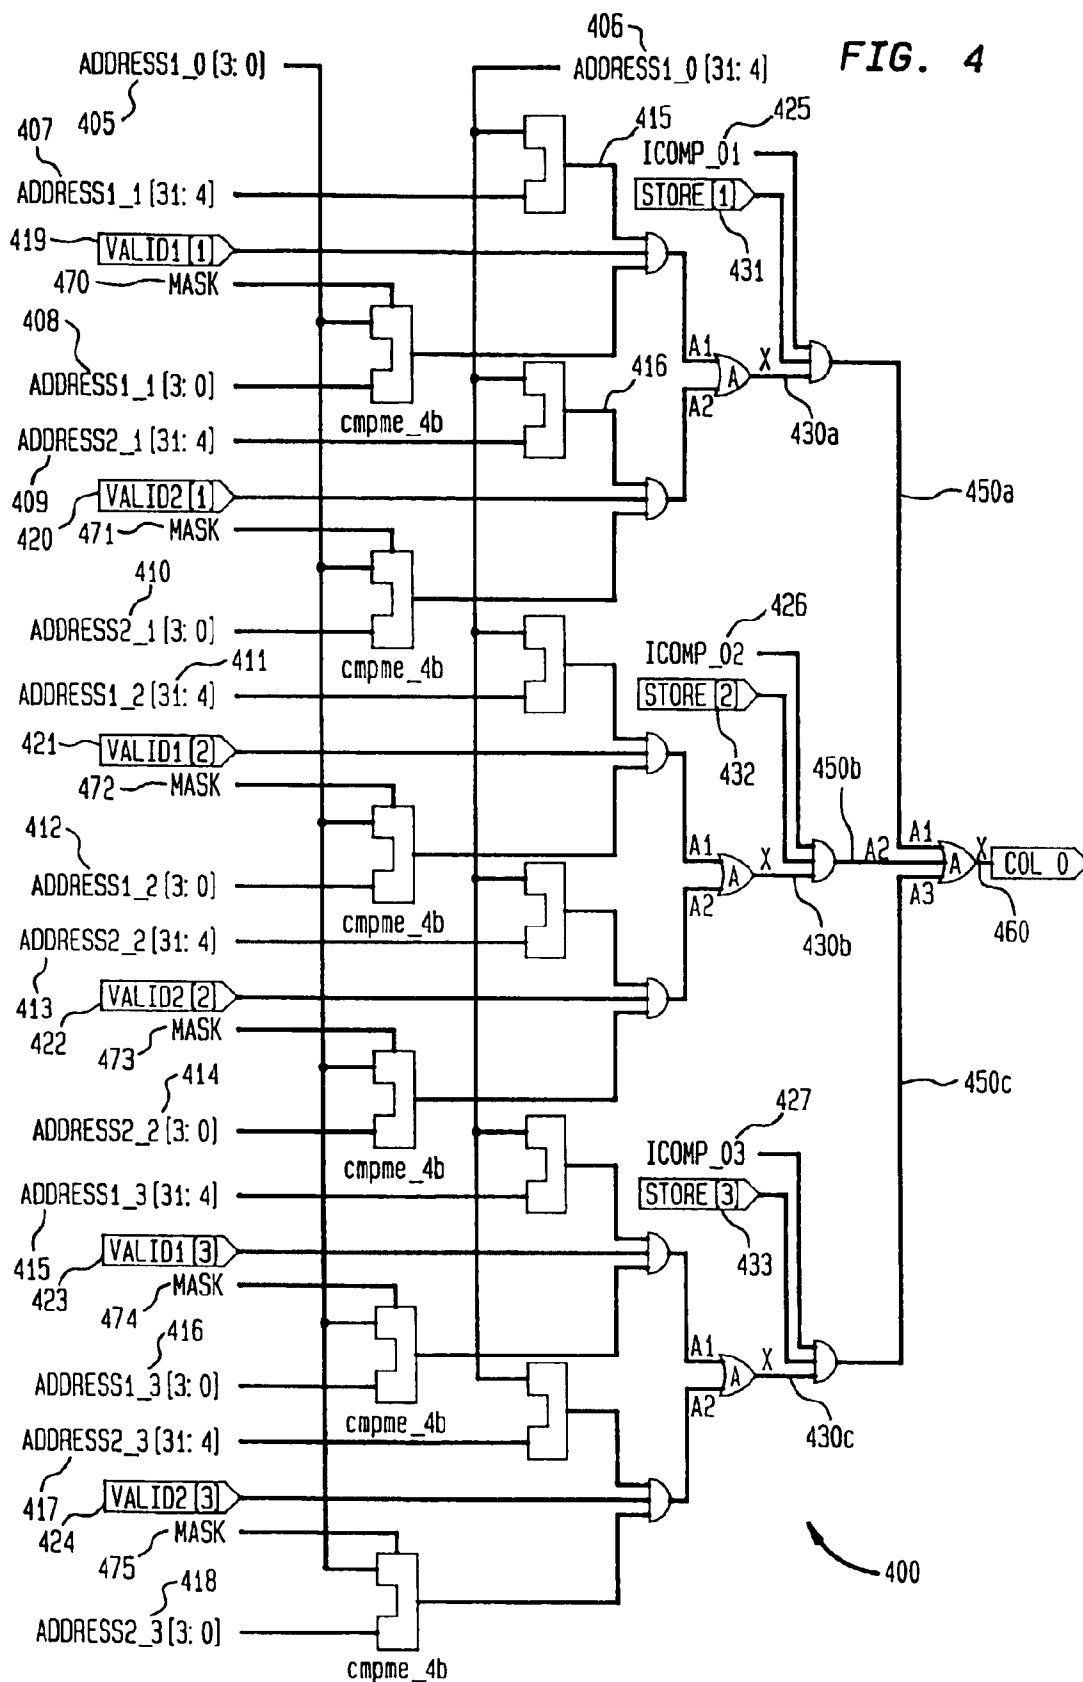 FIG. 4
406
ADDRESS1_0 [3: 0]
ADDRESS1_0 [31: 4]
405
407
415
425
ICOMP_01
ADDRESS1_1 [31: 4]
STORE [1]
419
VALID1 [1]
431
470
MASK
408
A1
X
ADDRESS1_1 [3: 0]
416
A
A2
cmpme_4b
430a
ADDRESS2_1 [31: 4]
409
VALID2 [1]
450a
420
471
MASK
410
426
ADDRESS2_1 [3: 0]
ICOMP_02
cmpme_4b
411
ADDRESS1_2 [31: 4]
STORE [2]
421
VALID1 [2]
432
450b
472
MASK
412
A1
X
A1
A2
A
X
COL 0
ADDRESS1_2 [3: 0]
A
A2
A3
cmpme_4b
430b
460
ADDRESS2_2 [31: 4]
413
VALID2 [2]
422
MASK
473
414
450c
427
ADDRESS2_2 [3: 0]
ICOMP_03
cmpme_4b
ADDRESS1_3 [31: 4]
STORE [3]
415
VALID1 [3]
433
423
MASK
474
416
A1
X
ADDRESS1_3 [3: 0]
A
A2
cmpme_4b
430c
ADDRESS2_3 [31: 4]
417
VALID2 [3]
424
MASK
475
400
418
ADDRESS2_3 [3: 0]
cmpme_4b